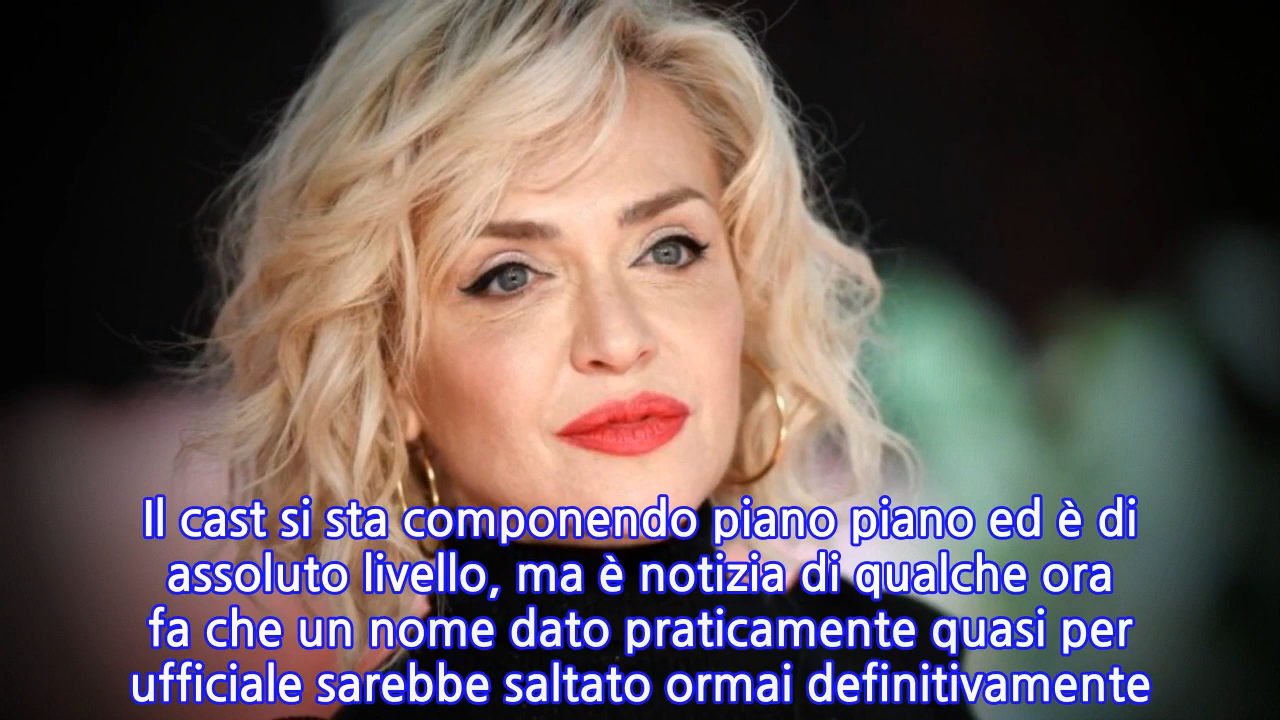 Il cast si sta componendo piano piano ed è di
assoluto livello, ma è notizia di qualche ora
fa che un nome dato praticamente quasi per
ufficiale sarebbe saltato ormai definitivamente